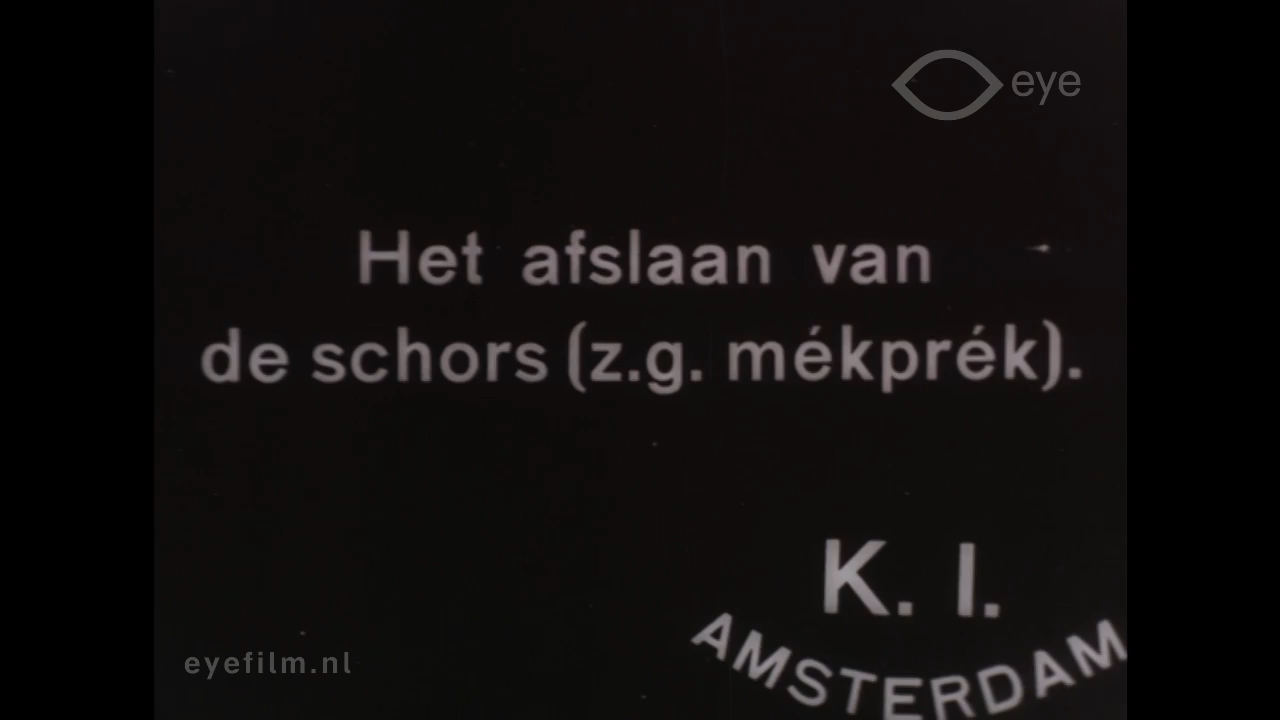 eye
Het afslaan van
de schors (z.g. mékprék).
K. I.
AMSTERDAM
eyefilm.nl